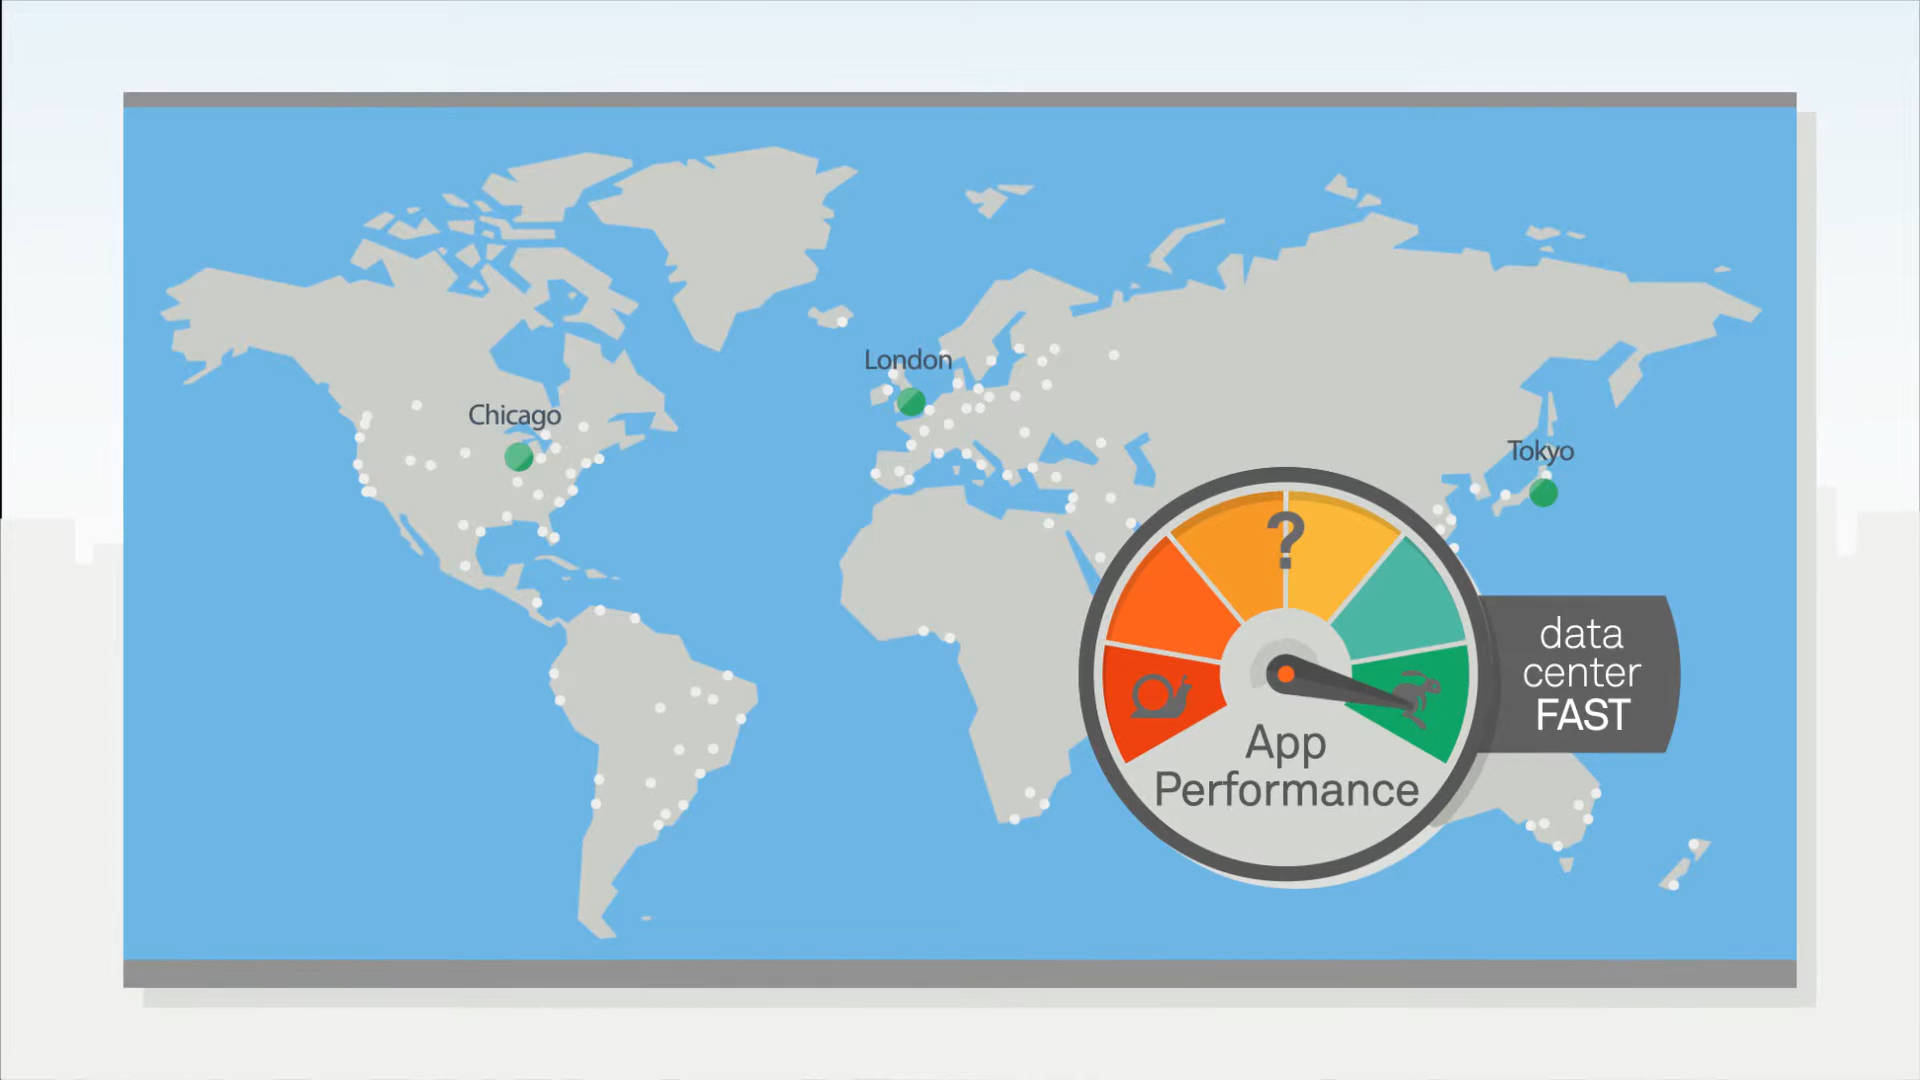 London
Chicago
Tokyo
?
data
center
FAST
App
Performance